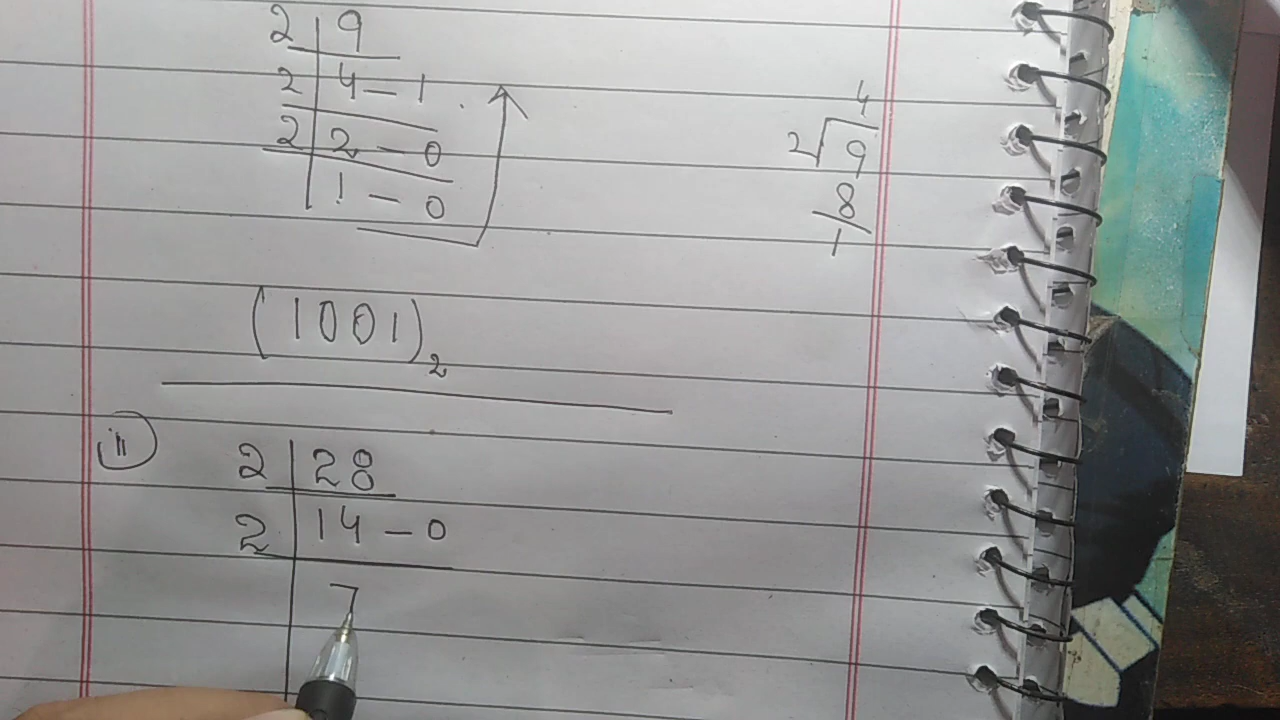 2 | 9
2 | 4 - 1
2 | 2 - 0
1 - 0
4
2 √ 9
8
1
(1001)₂
ii
2 | 28
2 | 14 - 0
7